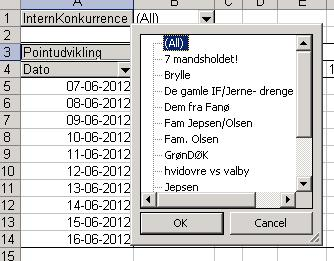 A B C D E F
1 InternKonkurrence (All)
2
3 Pointudvikling
4 Dato
5 07-06-2012
6 08-06-2012
7 09-06-2012
8 10-06-2012
9 11-06-2012
10 12-06-2012
11 13-06-2012
12 14-06-2012
13 15-06-2012
14 16-06-2012
15
(All)
7 mandsholdet!
Brylle
De gamle IF/Jerne- drenge
Dem fra Fanø
Fam Jepsen/Olsen
Fam. Olsen
GrønDØK
hvidovre vs valby
Jepsen
OK Cancel
1